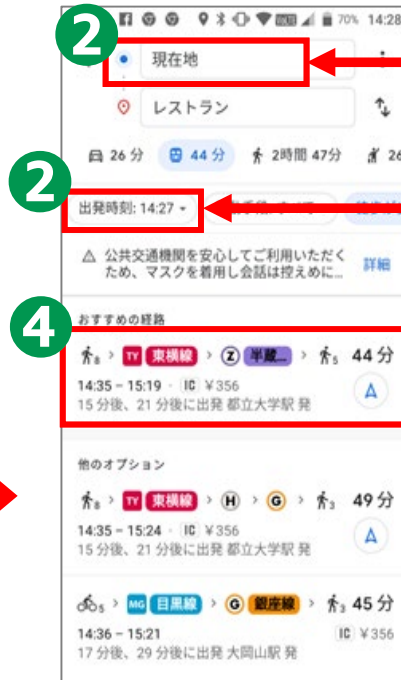 70% 14:28
2
現在地
レストラン
26 分 44 分 2時間 47分 26
2
出発時刻: 14:27
公共交通機関を安心してご利用いただく
ため、マスクを着用し会話は控えめに… 詳細
4
おすすめの経路
8 > TY 東横線 > Z 半蔵… > 5 44 分
14:35 – 15:19 · IC ¥356
15 分後、21 分後に出発 都立大学駅 発
他のオプション
8 > TY 東横線 > H > G > 3 49 分
14:35 – 15:24 · IC ¥356
15 分後、21 分後に出発 都立大学駅 発
5 > MG 目黒線 > G 銀座線 > 3 45 分
14:36 – 15:21 IC ¥356
17 分後、29 分後に出発 大岡山駅 発